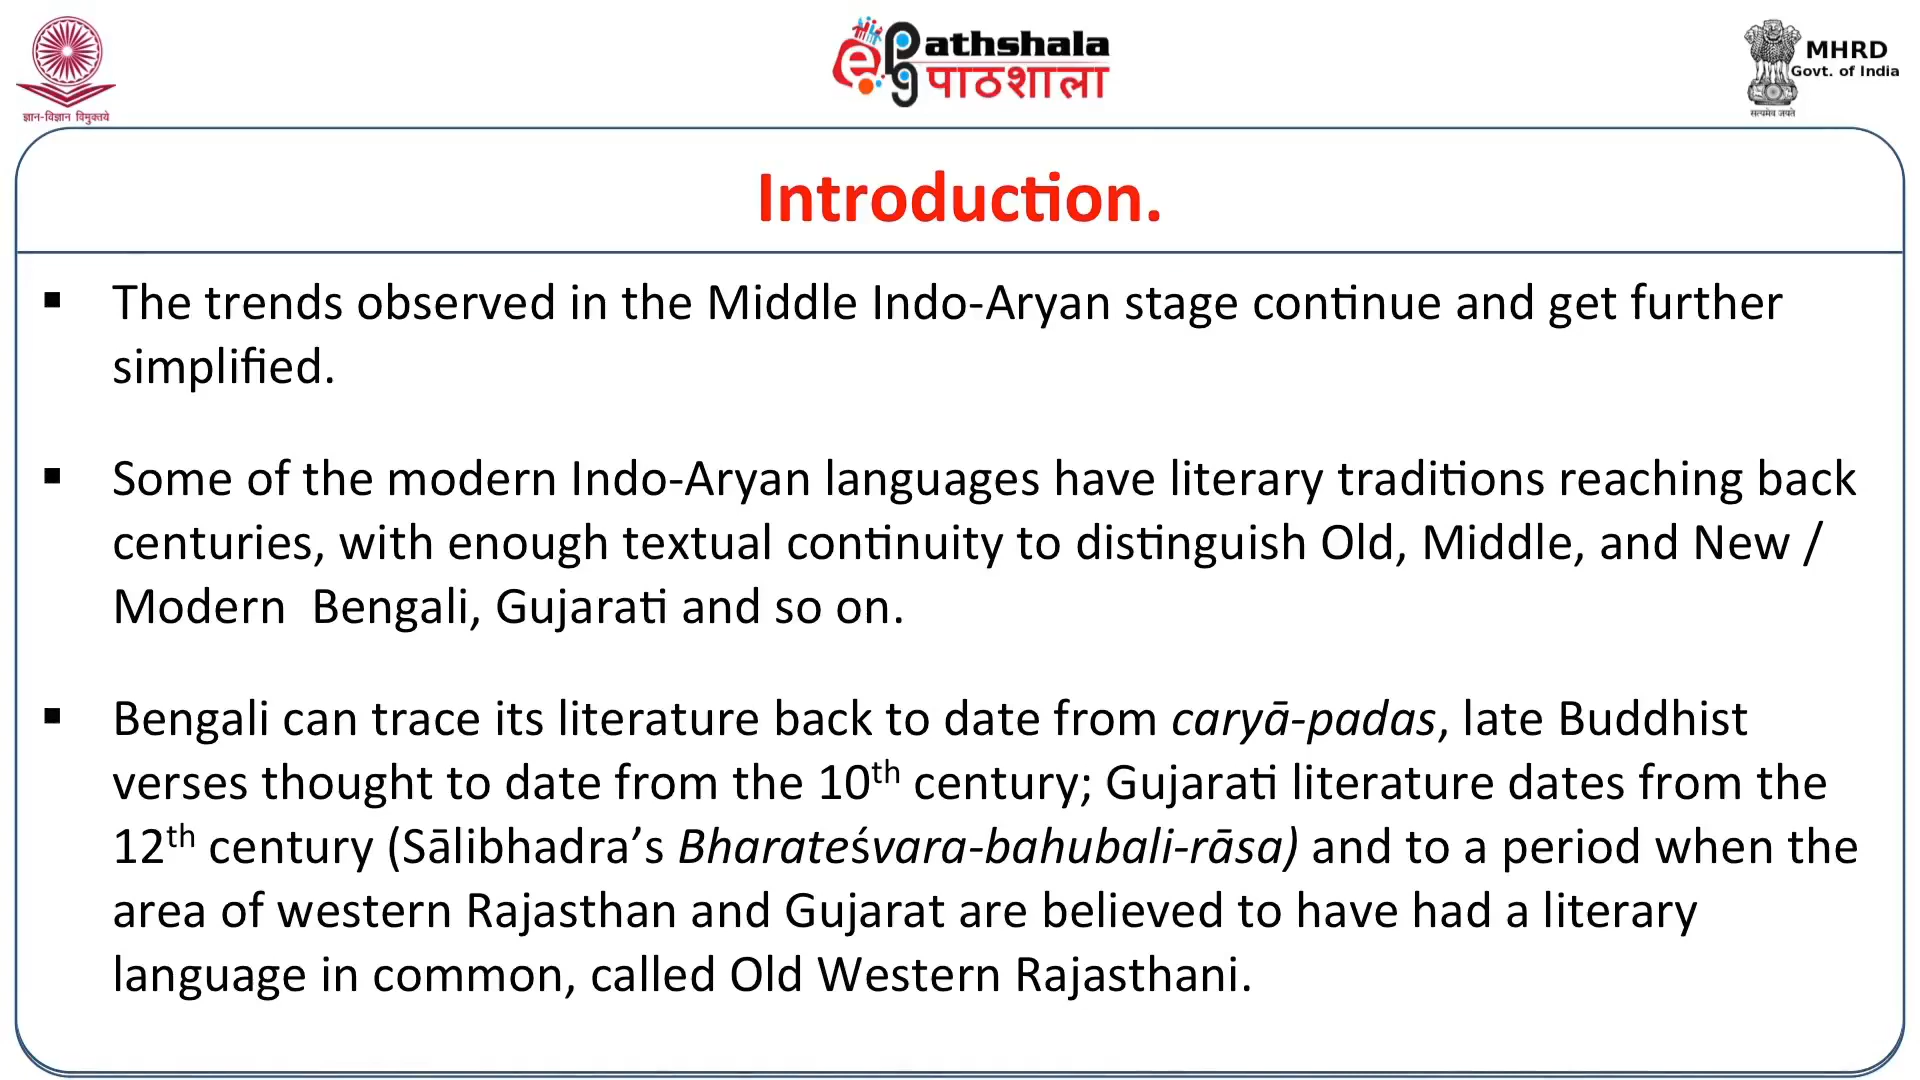 ज्ञान-विज्ञान विमुक्तये
athshala
पाठशाला
MHRD
Govt. of India
सत्यमेव जयते
Introduction.
▪ The trends observed in the Middle Indo-Aryan stage continue and get further
simplified.
▪ Some of the modern Indo-Aryan languages have literary traditions reaching back
centuries, with enough textual continuity to distinguish Old, Middle, and New /
Modern  Bengali, Gujarati and so on.
▪ Bengali can trace its literature back to date from caryā-padas, late Buddhist
verses thought to date from the 10th century; Gujarati literature dates from the
12th century (Sālibhadra’s Bharateśvara-bahubali-rāsa) and to a period when the
area of western Rajasthan and Gujarat are believed to have had a literary
language in common, called Old Western Rajasthani.